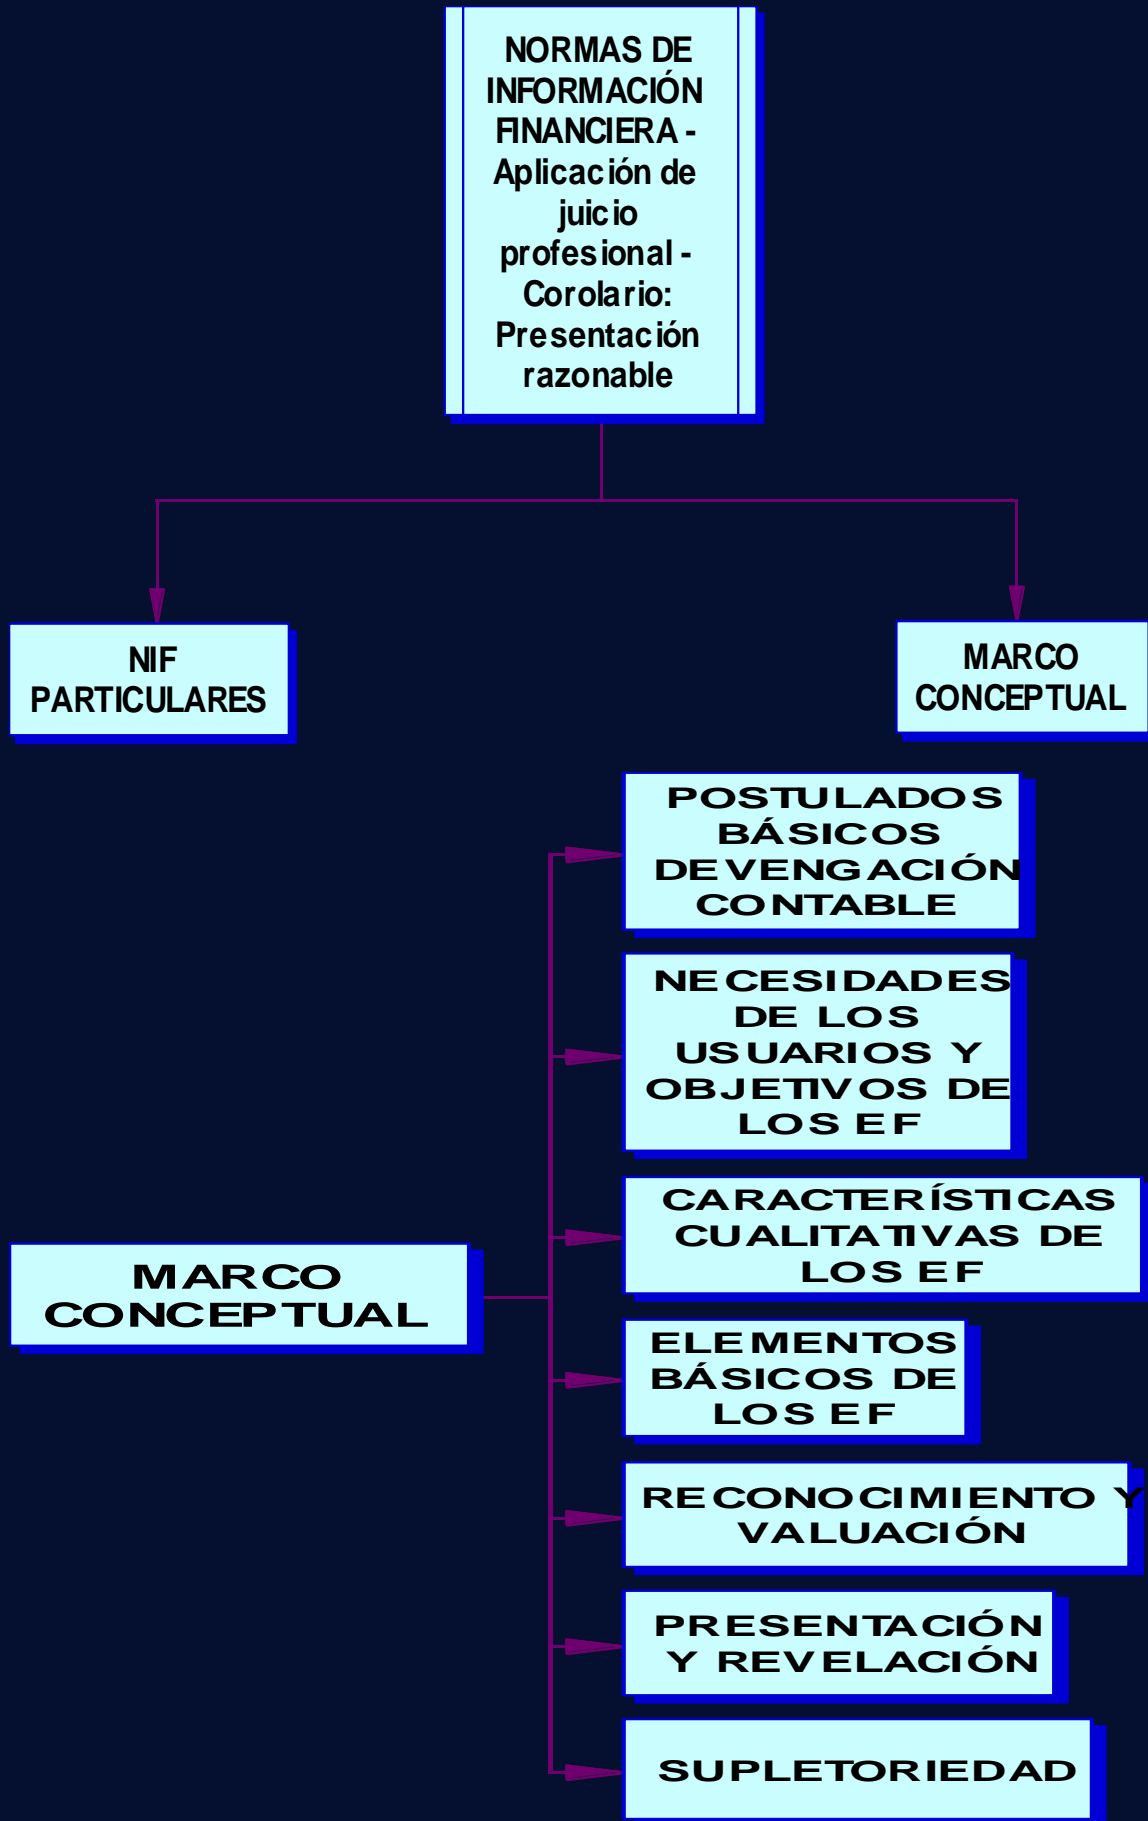 NORMAS DE
INFORMACIÓN
FINANCIERA -
Aplicación de
juicio
profesional -
Corolario:
Presentación
razonable
NIF
PARTICULARES
MARCO
CONCEPTUAL
MARCO
CONCEPTUAL
POSTULADOS
BÁSICOS
DEVENGACIÓN
CONTABLE
NECESIDADES
DE LOS
USUARIOS Y
OBJETIVOS DE
LOS EF
CARACTERÍSTICAS
CUALITATIVAS DE
LOS EF
ELEMENTOS
BÁSICOS DE
LOS EF
RECONOCIMIENTO Y
VALUACIÓN
PRESENTACIÓN
Y REVELACIÓN
SUPLETORIEDAD